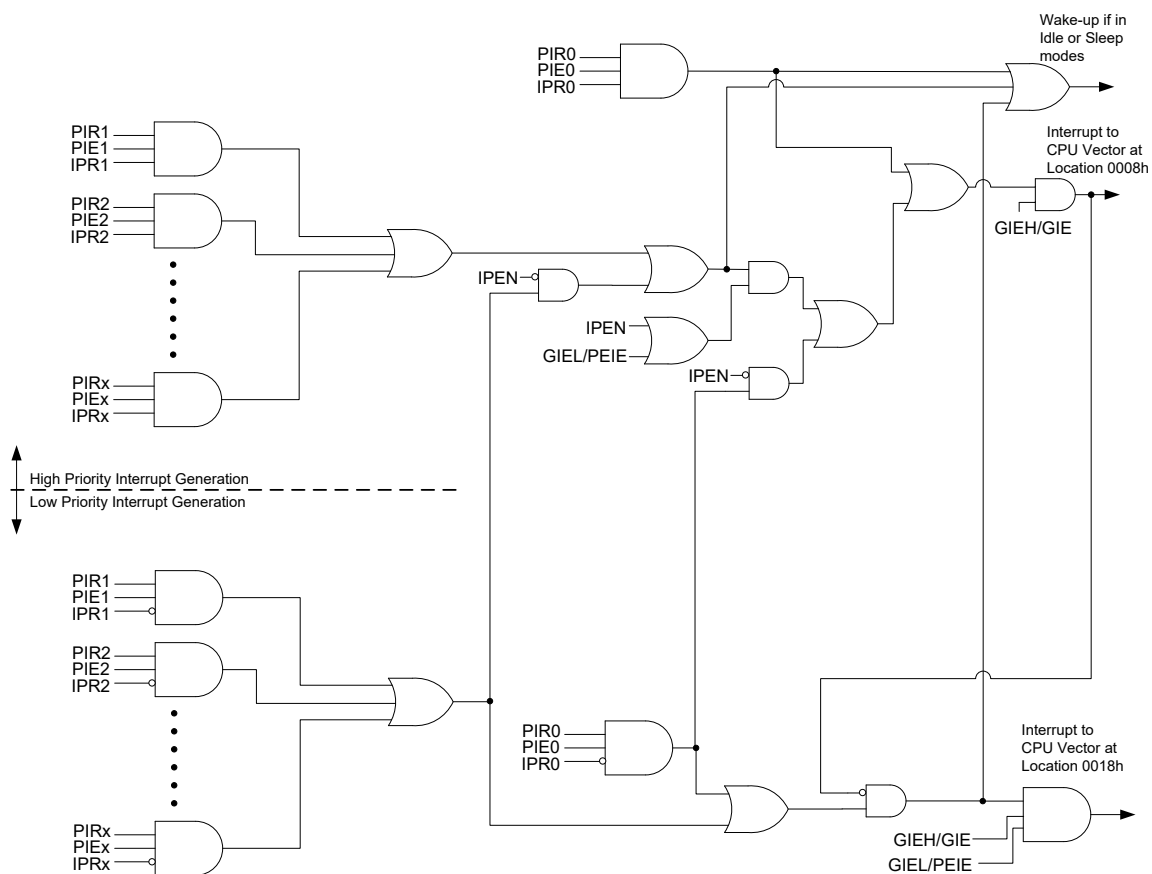 Wake-up if in
Idle or Sleep
modes
PIR0
PIE0
IPR0
PIR1
PIE1
IPR1
Interrupt to
CPU Vector at
Location 0008h
PIR2
PIE2
IPR2
GIEH/GIE
IPEN
IPEN
GIEL/PEIE
IPEN
PIRx
PIEx
IPRx
High Priority Interrupt Generation
Low Priority Interrupt Generation
PIR1
PIE1
IPR1
PIR2
PIE2
IPR2
PIR0
PIE0
IPR0
Interrupt to
CPU Vector at
Location 0018h
PIRx
PIEx
IPRx
GIEH/GIE
GIEL/PEIE